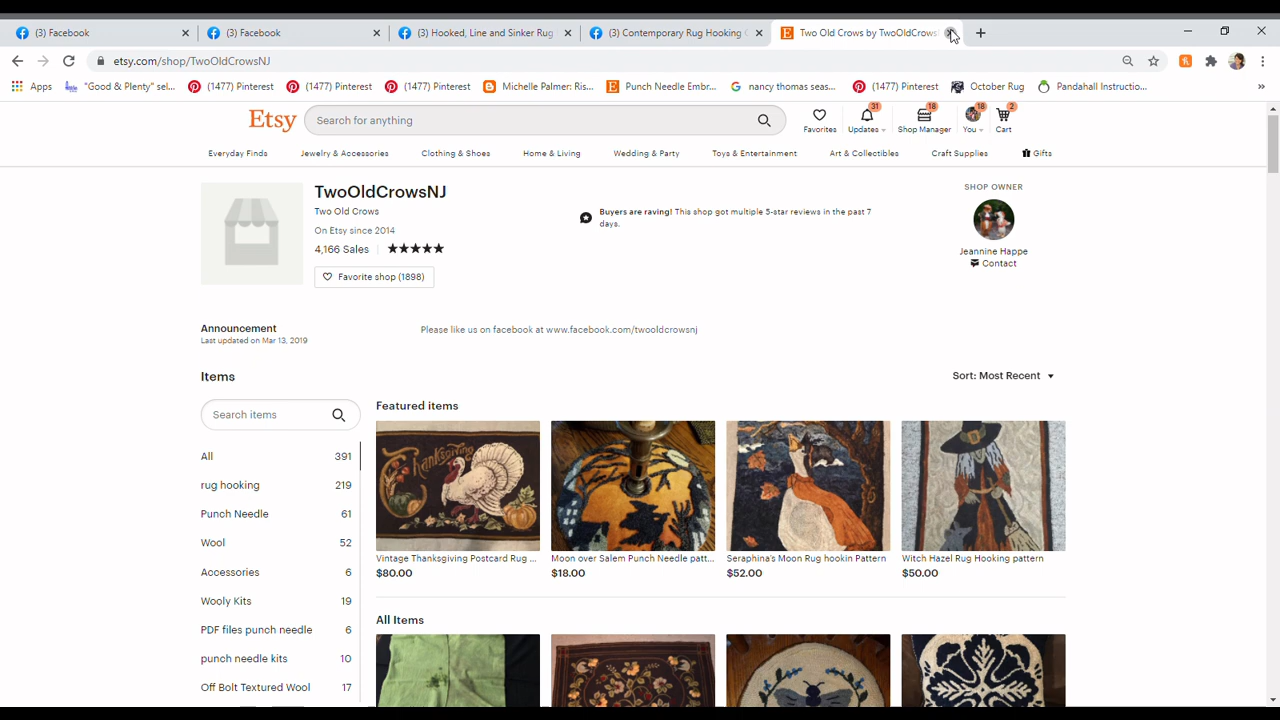 (3) Facebook
(3) Facebook
(3) Hooked, Line and Sinker Rug
(3) Contemporary Rug Hooking
Two Old Crows by TwoOldCrows
etsy.com/shop/TwoOldCrowsNJ
Apps
"Good & Plenty" sel...
(1477) Pinterest
(1477) Pinterest
(1477) Pinterest
Michelle Palmer: Ris...
Punch Needle Embr...
nancy thomas seas...
(1477) Pinterest
October Rug
Pandahall Instructio...
»
Etsy
Search for anything
Favorites
31
Updates
18
Shop Manager
18
You
2
Cart
Everyday Finds
Jewelry & Accessories
Clothing & Shoes
Home & Living
Wedding & Party
Toys & Entertainment
Art & Collectibles
Craft Supplies
Gifts
TwoOldCrowsNJ
Two Old Crows
On Etsy since 2014
4,166 Sales
Favorite shop (1898)
Buyers are raving! This shop got multiple 5-star reviews in the past 7
days.
SHOP OWNER
Jeannine Happe
Contact
Announcement
Last updated on Mar 13, 2019
Please like us on facebook at www.facebook.com/twooldcrowsnj
Items
Sort: Most Recent
Search items
All 391
rug hooking 219
Punch Needle 61
Wool 52
Accessories 6
Wooly Kits 19
PDF files punch needle 6
punch needle kits 10
Off Bolt Textured Wool 17
Featured items
Thanksgiving
Vintage Thanksgiving Postcard Rug ...
$80.00
Moon over Salem Punch Needle patt...
$18.00
Seraphina's Moon Rug hookin Pattern
$52.00
Witch Hazel Rug Hooking pattern
$50.00
All Items